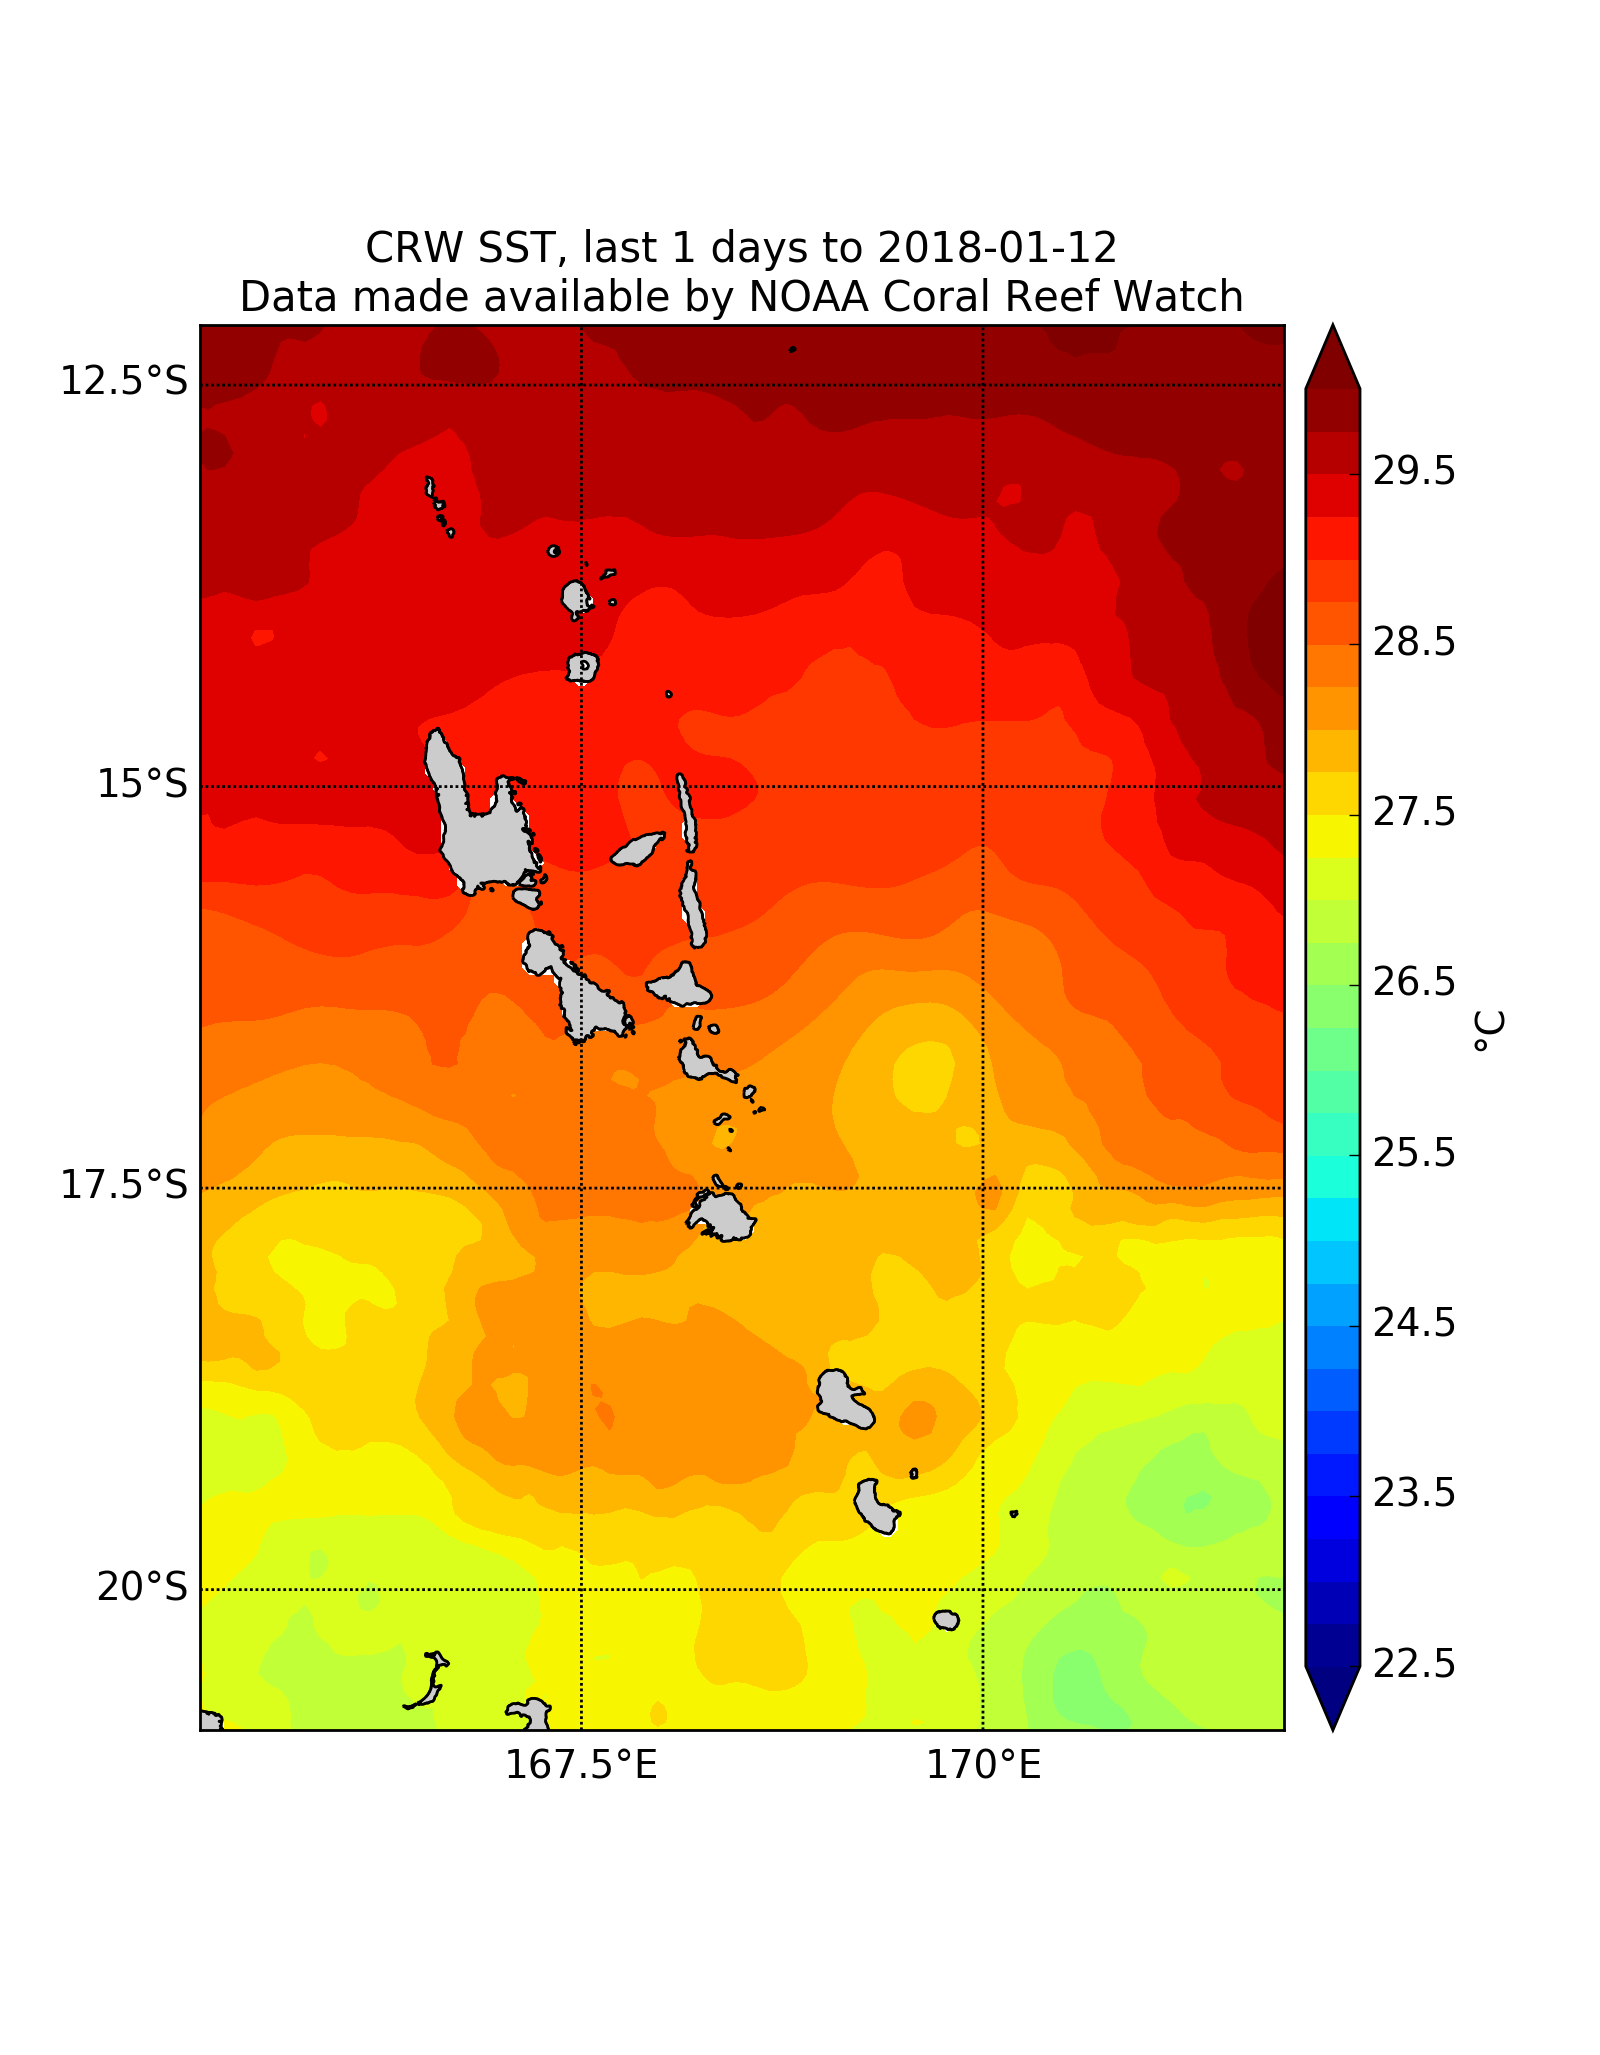 CRW SST, last 1 days to 2018-01-12
Data made available by NOAA Coral Reef Watch
12.5°S
15°S
17.5°S
20°S
167.5°E
170°E
29.5
28.5
27.5
26.5
25.5
24.5
23.5
22.5
°C